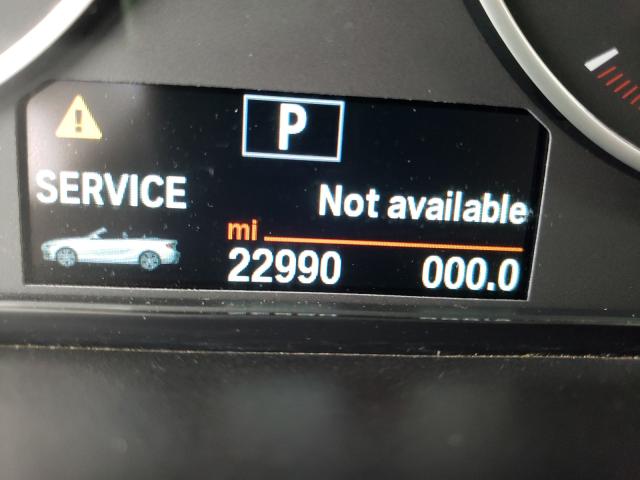 P
SERVICE
Not available
mi
22990 000.0